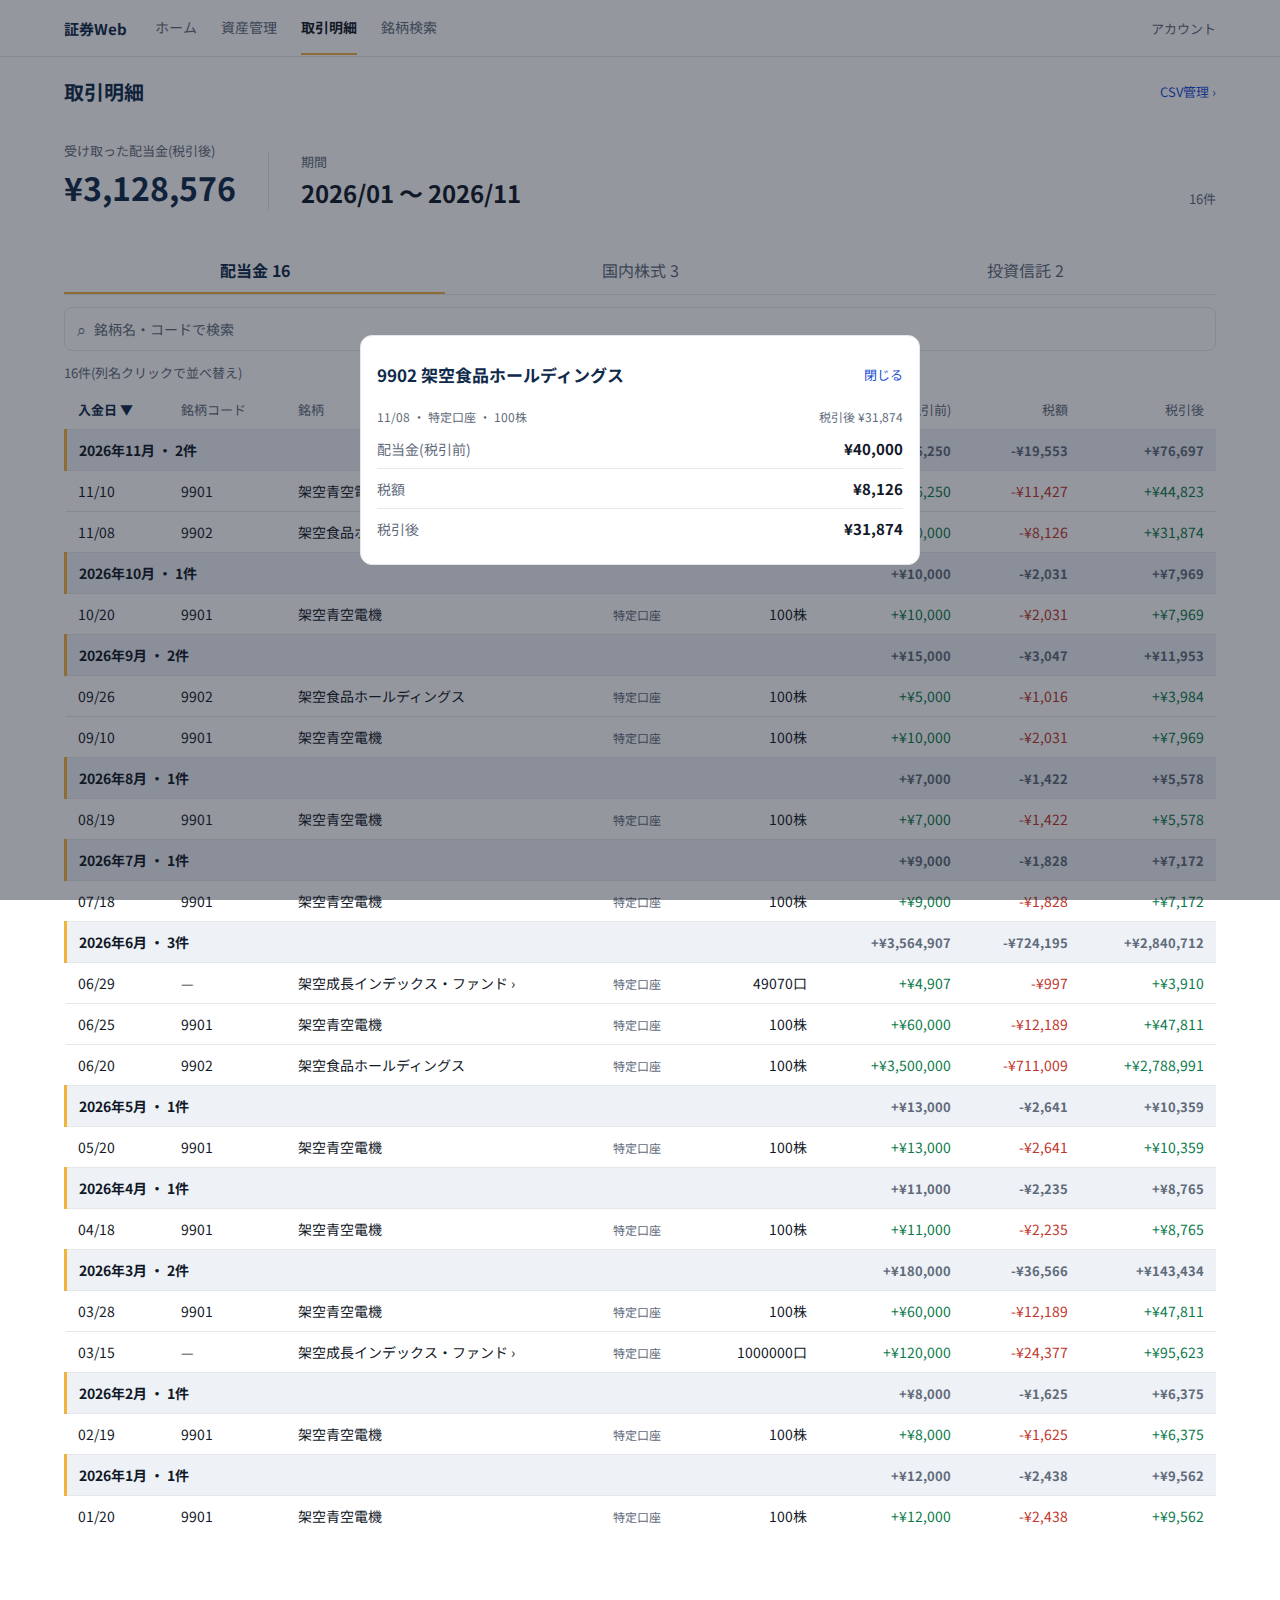 証券Web ホーム 資産管理 取引明細 銘柄検索 アカウント
取引明細 CSV管理 ›
受け取った配当金(税引後)
¥3,128,576
期間
2026/01 〜 2026/11
16件
配当金 16 国内株式 3 投資信託 2
銘柄名・コードで検索
16件(列名クリックで並べ替え)
入金日 ▼ 銘柄コード 銘柄 引前) 税額 税引後
9902 架空食品ホールディングス 閉じる
11/08 ・ 特定口座 ・ 100株 税引後 ¥31,874
配当金(税引前) ¥40,000
税額 ¥8,126
税引後 ¥31,874
2026年11月 ・ 2件 ,250 -¥19,553 +¥76,697
11/10 9901 架空青空 ,250 -¥11,427 +¥44,823
11/08 9902 架空食品 ,000 -¥8,126 +¥31,874
2026年10月 ・ 1件 +¥10,000 -¥2,031 +¥7,969
10/20 9901 架空青空電機 特定口座 100株 +¥10,000 -¥2,031 +¥7,969
2026年9月 ・ 2件 +¥15,000 -¥3,047 +¥11,953
09/26 9902 架空食品ホールディングス 特定口座 100株 +¥5,000 -¥1,016 +¥3,984
09/10 9901 架空青空電機 特定口座 100株 +¥10,000 -¥2,031 +¥7,969
2026年8月 ・ 1件 +¥7,000 -¥1,422 +¥5,578
08/19 9901 架空青空電機 特定口座 100株 +¥7,000 -¥1,422 +¥5,578
2026年7月 ・ 1件 +¥9,000 -¥1,828 +¥7,172
07/18 9901 架空青空電機 特定口座 100株 +¥9,000 -¥1,828 +¥7,172
2026年6月 ・ 3件 +¥3,564,907 -¥724,195 +¥2,840,712
06/29 — 架空成長インデックス・ファンド › 特定口座 49070口 +¥4,907 -¥997 +¥3,910
06/25 9901 架空青空電機 特定口座 100株 +¥60,000 -¥12,189 +¥47,811
06/20 9902 架空食品ホールディングス 特定口座 100株 +¥3,500,000 -¥711,009 +¥2,788,991
2026年5月 ・ 1件 +¥13,000 -¥2,641 +¥10,359
05/20 9901 架空青空電機 特定口座 100株 +¥13,000 -¥2,641 +¥10,359
2026年4月 ・ 1件 +¥11,000 -¥2,235 +¥8,765
04/18 9901 架空青空電機 特定口座 100株 +¥11,000 -¥2,235 +¥8,765
2026年3月 ・ 2件 +¥180,000 -¥36,566 +¥143,434
03/28 9901 架空青空電機 特定口座 100株 +¥60,000 -¥12,189 +¥47,811
03/15 — 架空成長インデックス・ファンド › 特定口座 1000000口 +¥120,000 -¥24,377 +¥95,623
2026年2月 ・ 1件 +¥8,000 -¥1,625 +¥6,375
02/19 9901 架空青空電機 特定口座 100株 +¥8,000 -¥1,625 +¥6,375
2026年1月 ・ 1件 +¥12,000 -¥2,438 +¥9,562
01/20 9901 架空青空電機 特定口座 100株 +¥12,000 -¥2,438 +¥9,562